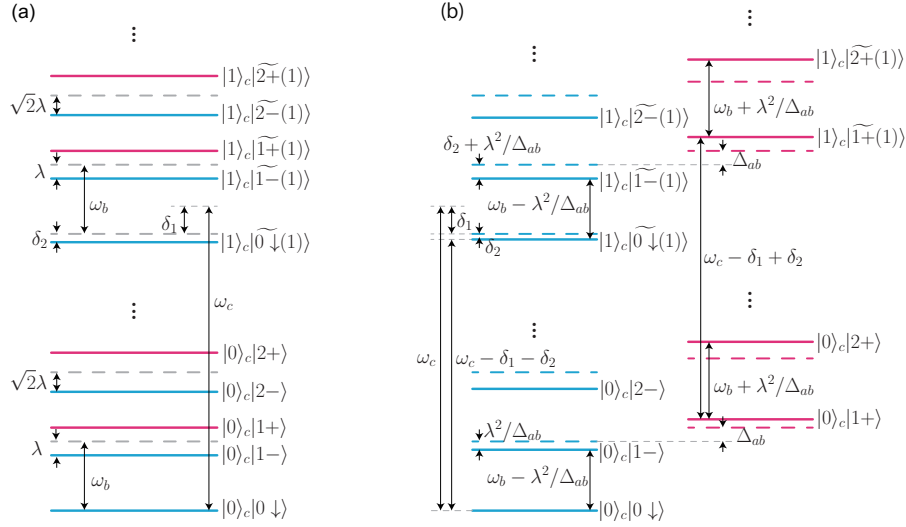 (a)
⋮
|1⟩c|2̃+(1)⟩
√2λ
|1⟩c|2̃−(1)⟩
|1⟩c|1̃+(1)⟩
λ
|1⟩c|1̃−(1)⟩
ωb
δ1
δ2
|1⟩c|0̃↓(1)⟩
ωc
⋮
|0⟩c|2+⟩
√2λ
|0⟩c|2−⟩
|0⟩c|1+⟩
λ
|0⟩c|1−⟩
ωb
|0⟩c|0↓⟩
(b)
⋮
⋮
|1⟩c|2̃+(1)⟩
ωb + λ²/Δab
|1⟩c|2̃−(1)⟩
|1⟩c|1̃+(1)⟩
δ2 + λ²/Δab
Δab
|1⟩c|1̃−(1)⟩
ωb − λ²/Δab
δ1
|1⟩c|0̃↓(1)⟩
δ2
ωc − δ1 + δ2
⋮
⋮
ωc
ωc − δ1 − δ2
|0⟩c|2+⟩
|0⟩c|2−⟩
ωb + λ²/Δab
|0⟩c|1+⟩
λ²/Δab
Δab
|0⟩c|1−⟩
ωb − λ²/Δab
|0⟩c|0↓⟩